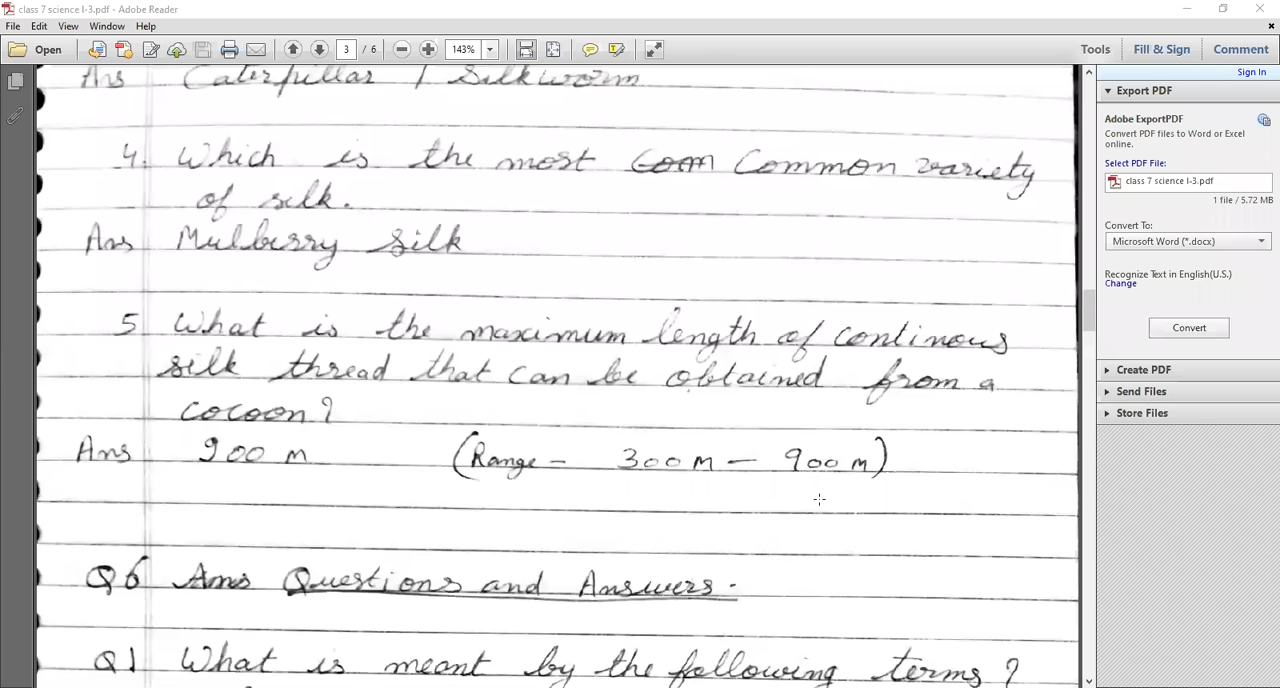 class 7 science I-3.pdf - Adobe Reader
File Edit View Window Help
Open 3 / 6 143% Tools Fill & Sign Comment
Sign In
Export PDF
Adobe ExportPDF
Convert PDF files to Word or Excel
online.
Select PDF File:
class 7 science I-3.pdf
1 file / 5.72 MB
Convert To:
Microsoft Word (*.docx)
Recognize Text in English(U.S.)
Change
Convert
Create PDF
Send Files
Store Files
Ans Caterpillar / Silkworm
4. Which is the most Coom Common variety
of silk.
Ans Mulberry Silk
5 What is the maximum length of continous
silk thread that can be obtained from a
cocoon?
Ans 900 m (Range - 300 m - 900 m)
Q6 Ans Questions and Answers.
Q1 What is meant by the following terms?